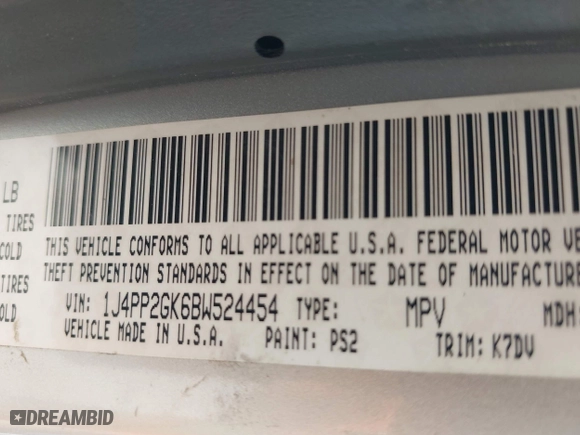 LB
TIRES
COLD
THIS VEHICLE CONFORMS TO ALL APPLICABLE U.S.A. FEDERAL MOTOR
TIRES
THEFT PREVENTION STANDARDS IN EFFECT ON THE DATE OF MANUFACTURE
OLD
VIN: 1J4PP2GK6BW524454 TYPE: MPV MDH:
VEHICLE MADE IN U.S.A. PAINT: PS2 TRIM: K7DV
DREAMBID